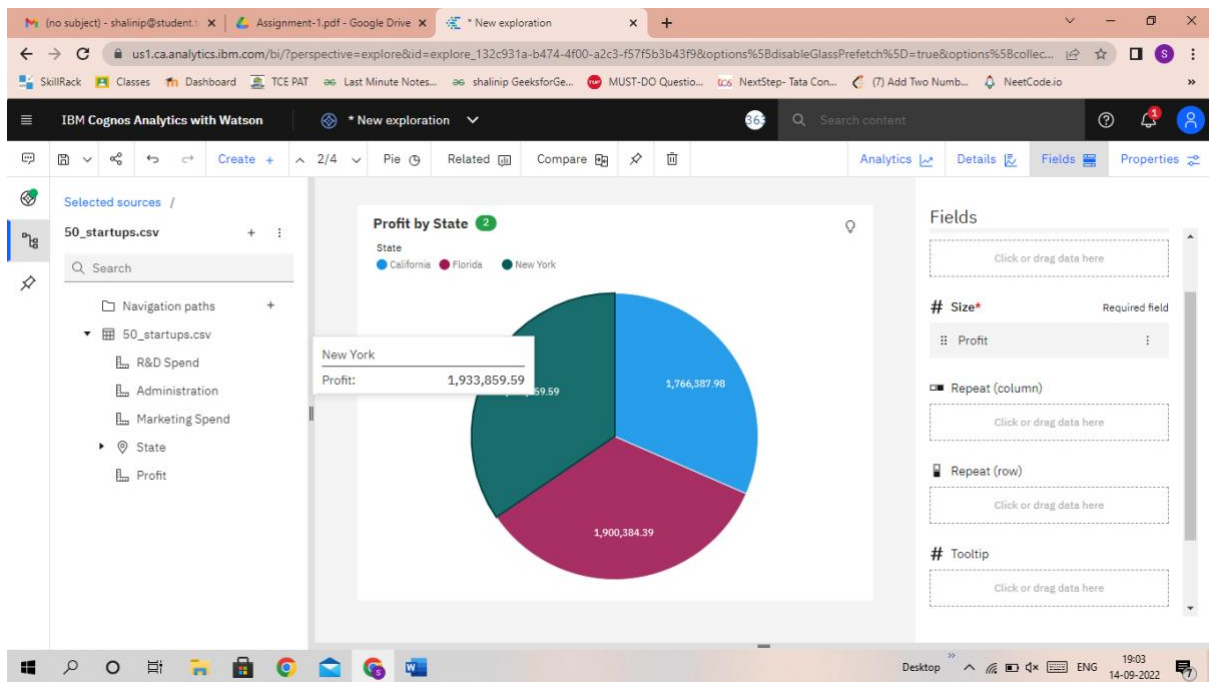 (no subject) - shalinip@student.t
Assignment-1.pdf - Google Drive
* New exploration
us1.ca.analytics.ibm.com/bi/?perspective=explore&id=explore_132c931a-b474-4f00-a2c3-f57f5b3b43f9&options%5BdisableGlassPrefetch%5D=true&options%5Bcollec...
S
SkillRack Classes Dashboard TCE PAT Last Minute Notes... shalinip GeeksforGe... MUST-DO Questio... NextStep- Tata Con... (7) Add Two Numb... NeetCode.io »
IBM Cognos Analytics with Watson
* New exploration
363
Search content
1
Create +
2/4
Pie
Related
Compare
Analytics
Details
Fields
Properties
Selected sources /
50_startups.csv
Search
Navigation paths
50_startups.csv
R&D Spend
Administration
Marketing Spend
State
Profit
Profit by State 2
State
California Florida New York
New York
Profit: 1,933,859.59
59.59
1,766,387.98
1,900,384.39
Fields
Click or drag data here
# Size* Required field
Profit
Repeat (column)
Click or drag data here
Repeat (row)
Click or drag data here
# Tooltip
Click or drag data here
Desktop » ENG
19:03
14-09-2022